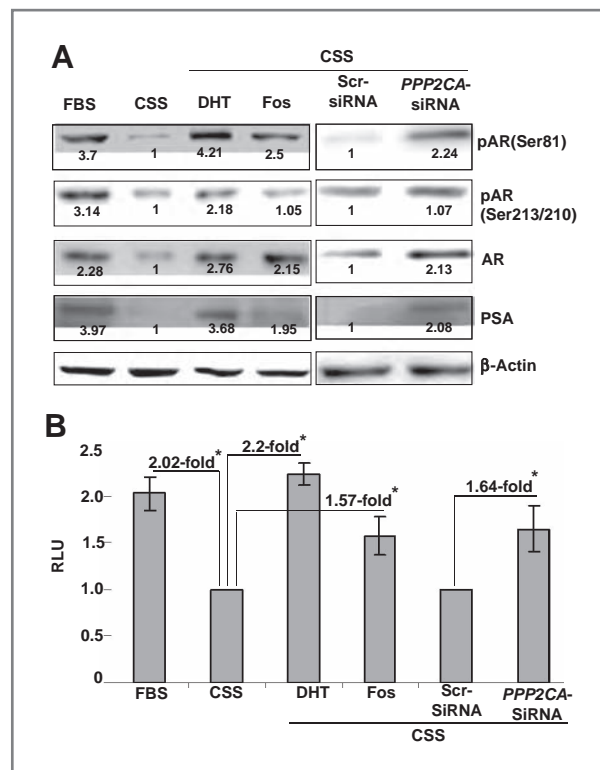 A
CSS
FBS CSS DHT Fos Scr-siRNA PPP2CA-siRNA
3.7 1 4.21 2.5 1 2.24 pAR(Ser81)
3.14 1 2.18 1.05 1 1.07 pAR (Ser213/210)
2.28 1 2.76 2.15 1 2.13 AR
3.97 1 3.68 1.95 1 2.08 PSA
β-Actin
B
2.5
2.0
1.5
1.0
0.5
0
RLU
2.02-fold*
2.2-fold*
1.57-fold*
1.64-fold*
FBS CSS DHT Fos Scr-SiRNA PPP2CA-SiRNA
CSS